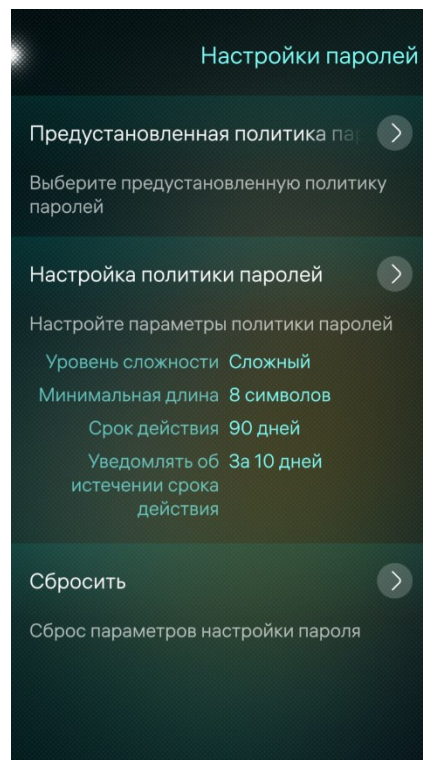 Настройки паролей
Предустановленная политика па
Выберите предустановленную политику
паролей
Настройка политики паролей
Настройте параметры политики паролей
Уровень сложности Сложный
Минимальная длина 8 символов
Срок действия 90 дней
Уведомлять об За 10 дней
истечении срока
действия
Сбросить
Сброс параметров настройки пароля